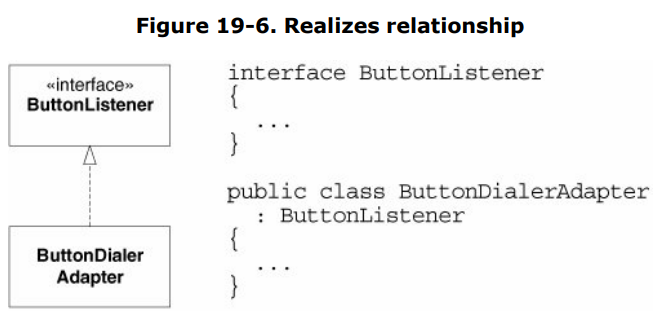 Figure 19-6. Realizes relationship
«interface»
ButtonListener
ButtonDialer
Adapter
interface ButtonListener
{
...
}
public class ButtonDialerAdapter
: ButtonListener
{
...
}